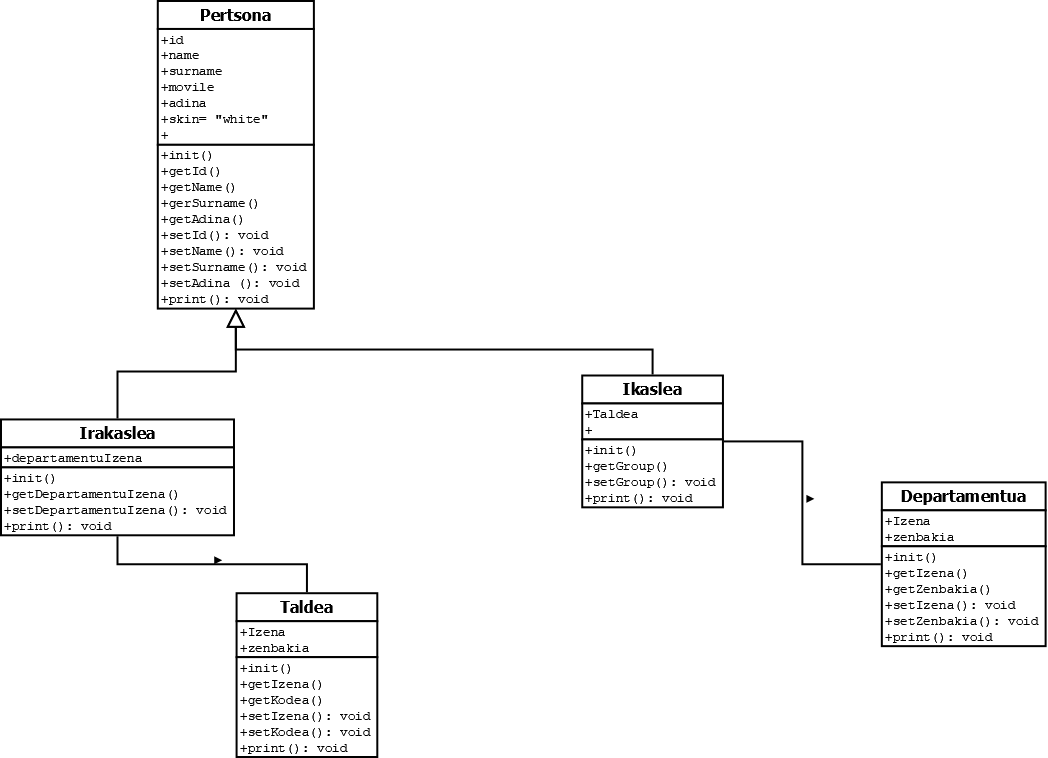 Pertsona
+id
+name
+surname
+movile
+adina
+skin= "white"
+
+init()
+getId()
+getName()
+gerSurname()
+getAdina()
+setId(): void
+setName(): void
+setSurname(): void
+setAdina (): void
+print(): void
Irakaslea
+departamentuIzena
+init()
+getDepartamentuIzena()
+setDepartamentuIzena(): void
+print(): void
Ikaslea
+Taldea
+
+init()
+getGroup()
+setGroup(): void
+print(): void
Departamentua
+Izena
+zenbakia
+init()
+getIzena()
+getZenbakia()
+setIzena(): void
+setZenbakia(): void
+print(): void
Taldea
+Izena
+zenbakia
+init()
+getIzena()
+getKodea()
+setIzena(): void
+setKodea(): void
+print(): void